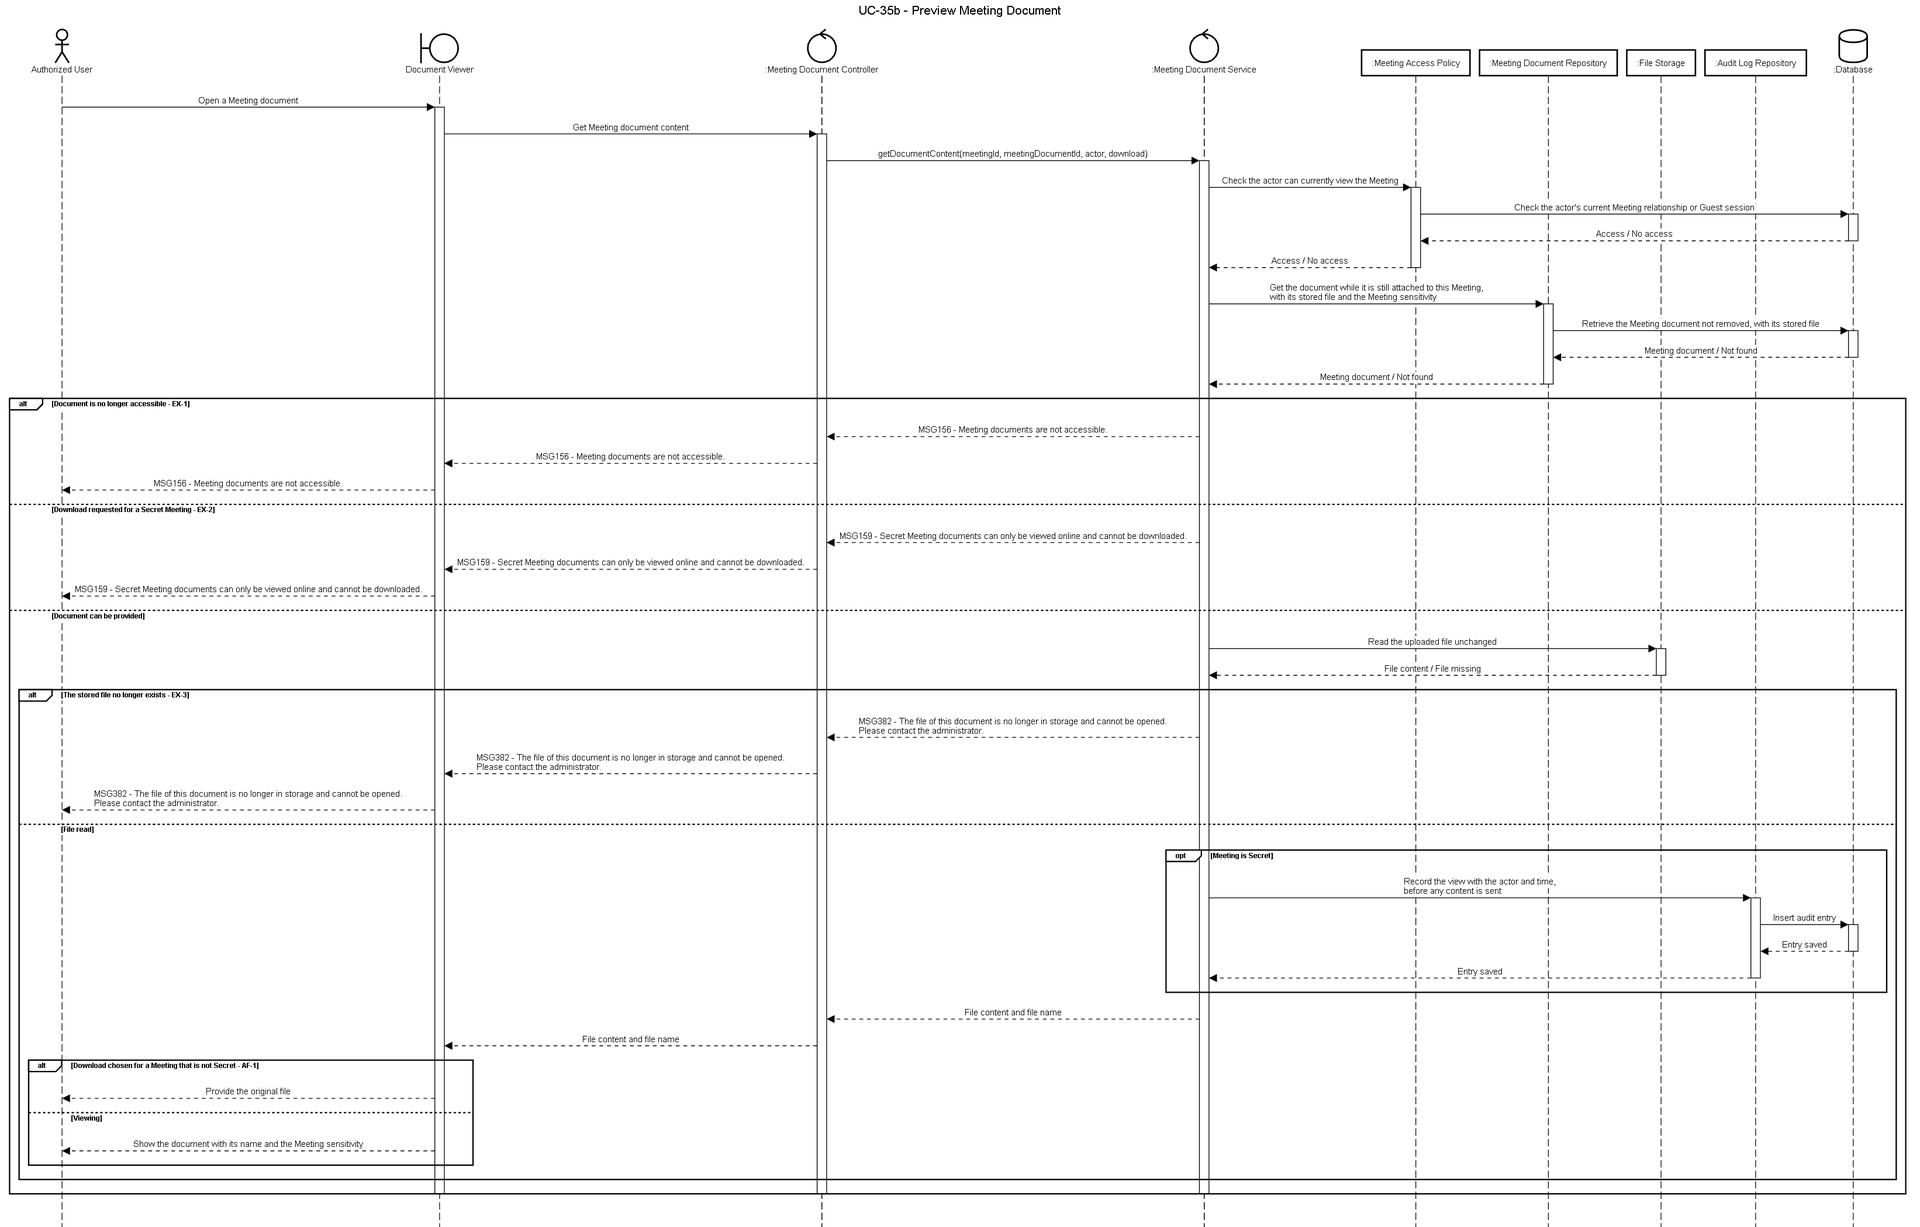 UC-35b - Preview Meeting Document
Authorized User
Document Viewer
:Meeting Document Controller
:Meeting Document Service
:Meeting Access Policy
:Meeting Document Repository
:File Storage
:Audit Log Repository
:Database
Open a Meeting document
Get Meeting document content
getDocumentContent(meetingId, meetingDocumentId, actor, download)
Check the actor can currently view the Meeting
Check the actor's current Meeting relationship or Guest session
Access / No access
Access / No access
Get the document while it is still attached to this Meeting,
with its stored file and the Meeting sensitivity
Retrieve the Meeting document not removed, with its stored file
Meeting document / Not found
Meeting document / Not found
alt [Document is no longer accessible - EX-1]
MSG156 - Meeting documents are not accessible.
MSG156 - Meeting documents are not accessible.
MSG156 - Meeting documents are not accessible.
[Download requested for a Secret Meeting - EX-2]
MSG159 - Secret Meeting documents can only be viewed online and cannot be downloaded.
MSG159 - Secret Meeting documents can only be viewed online and cannot be downloaded.
MSG159 - Secret Meeting documents can only be viewed online and cannot be downloaded.
[Document can be provided]
Read the uploaded file unchanged
File content / File missing
alt [The stored file no longer exists - EX-3]
MSG382 - The file of this document is no longer in storage and cannot be opened.
Please contact the administrator.
MSG382 - The file of this document is no longer in storage and cannot be opened.
Please contact the administrator.
MSG382 - The file of this document is no longer in storage and cannot be opened.
Please contact the administrator.
[File read]
opt [Meeting is Secret]
Record the view with the actor and time,
before any content is sent
Insert audit entry
Entry saved
Entry saved
File content and file name
File content and file name
alt [Download chosen for a Meeting that is not Secret - AF-1]
Provide the original file
[Viewing]
Show the document with its name and the Meeting sensitivity